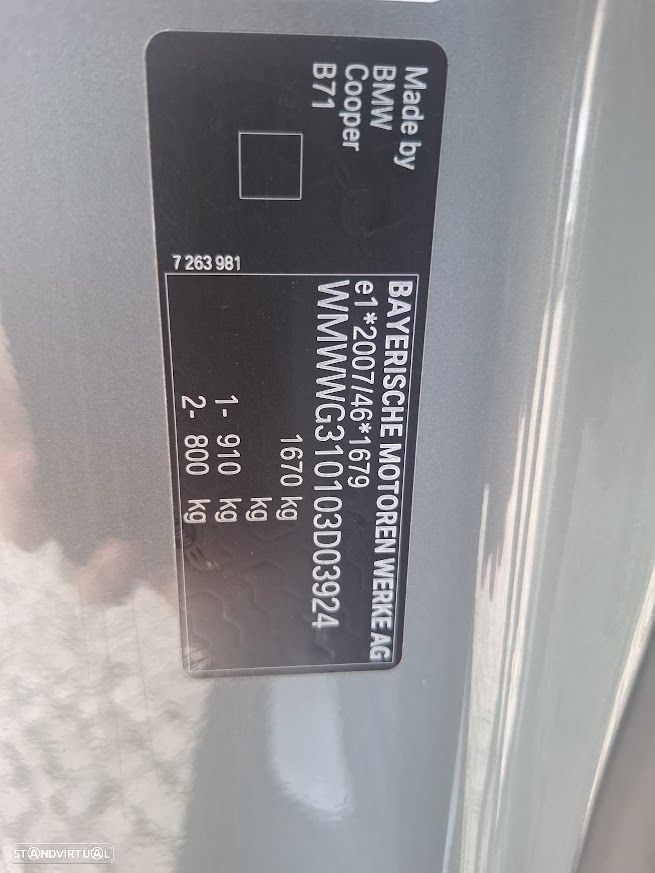 Made by
BMW
Cooper
B71
7 263 981
BAYERISCHE MOTOREN WERKE AG
e1*2007/46*1679
WMWWG310103D03924
1670 kg
kg
1- 910 kg
2- 800 kg
STANDVIRTUAL